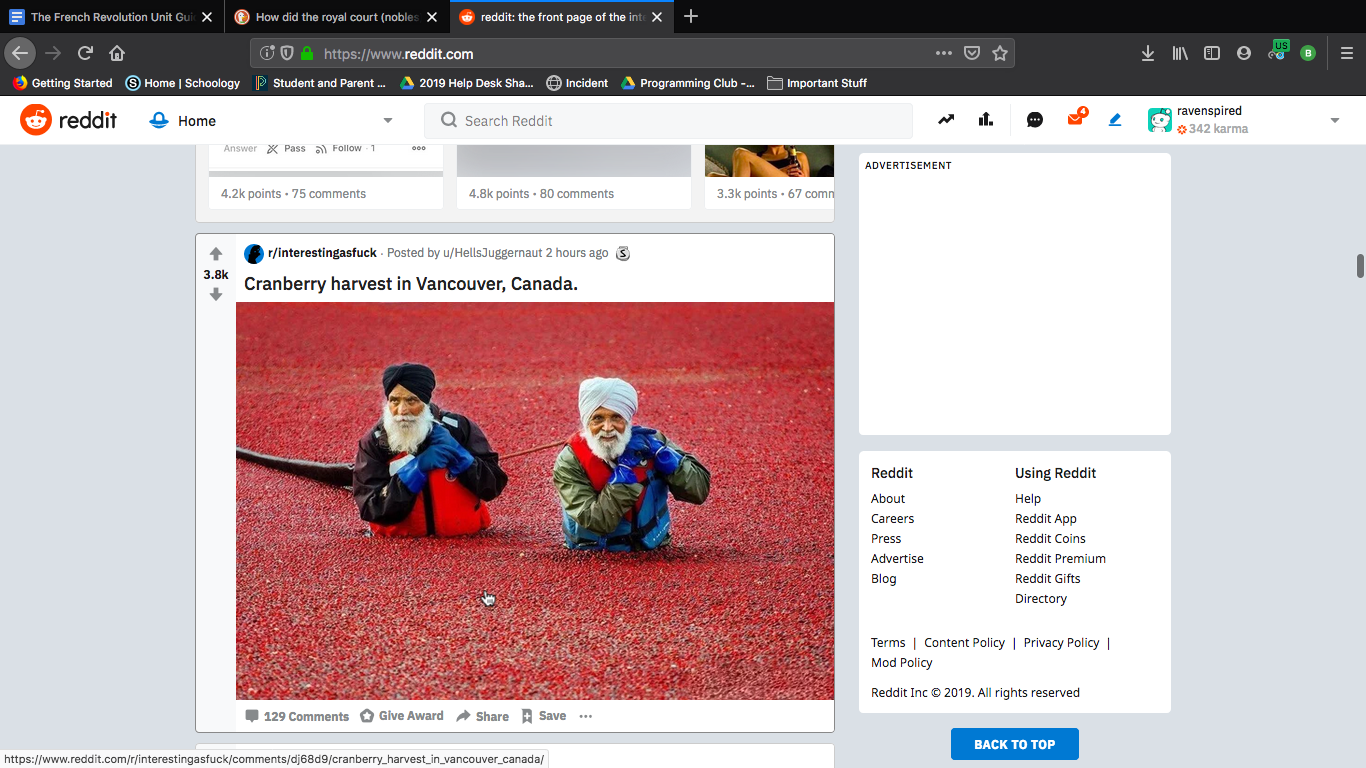 The French Revolution Unit Gui
How did the royal court (nobles
reddit: the front page of the inte
https://www.reddit.com
US
B
Getting Started
Home | Schoology
Student and Parent ...
2019 Help Desk Sha...
Incident
Programming Club -...
Important Stuff
reddit
Home
Search Reddit
4
ravenspired
342 karma
Answer
Pass
Follow · 1
4.2k points • 75 comments
4.8k points • 80 comments
3.3k points • 67 comm
ADVERTISEMENT
r/interestingasfuck · Posted by u/HellsJuggernaut 2 hours ago
S
3.8k
Cranberry harvest in Vancouver, Canada.
129 Comments
Give Award
Share
Save
Reddit
About
Careers
Press
Advertise
Blog
Using Reddit
Help
Reddit App
Reddit Coins
Reddit Premium
Reddit Gifts
Directory
Terms | Content Policy | Privacy Policy |
Mod Policy
Reddit Inc © 2019. All rights reserved
BACK TO TOP
https://www.reddit.com/r/interestingasfuck/comments/dj68d9/cranberry_harvest_in_vancouver_canada/